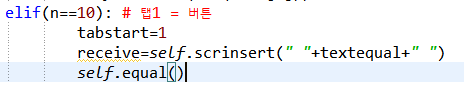 elif(n==10): # 탭1 = 버튼
tabstart=1
receive=self.scrinsert(" "+textequal+" ")
self.equal()